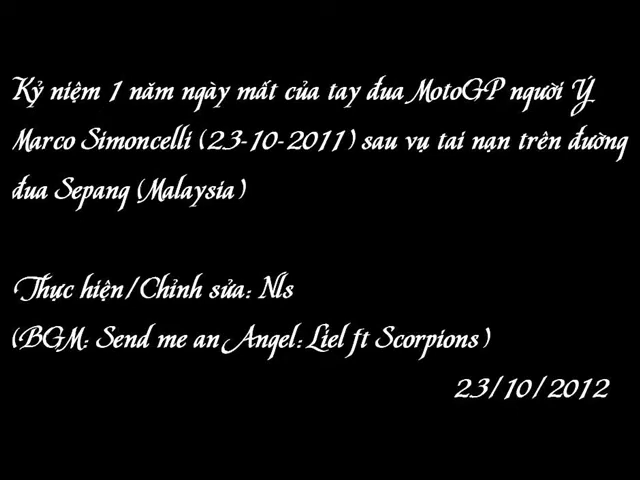 Kỷ niệm 1 năm ngày mất của tay đua MotoGP người Ý
Marco Simoncelli (23-10-2011) sau vụ tai nạn trên đường
đua Sepang (Malaysia)
Thực hiện/Chỉnh sửa: Nls
(BGM: Send me an Angel: Liel ft Scorpions)
23/10/2012